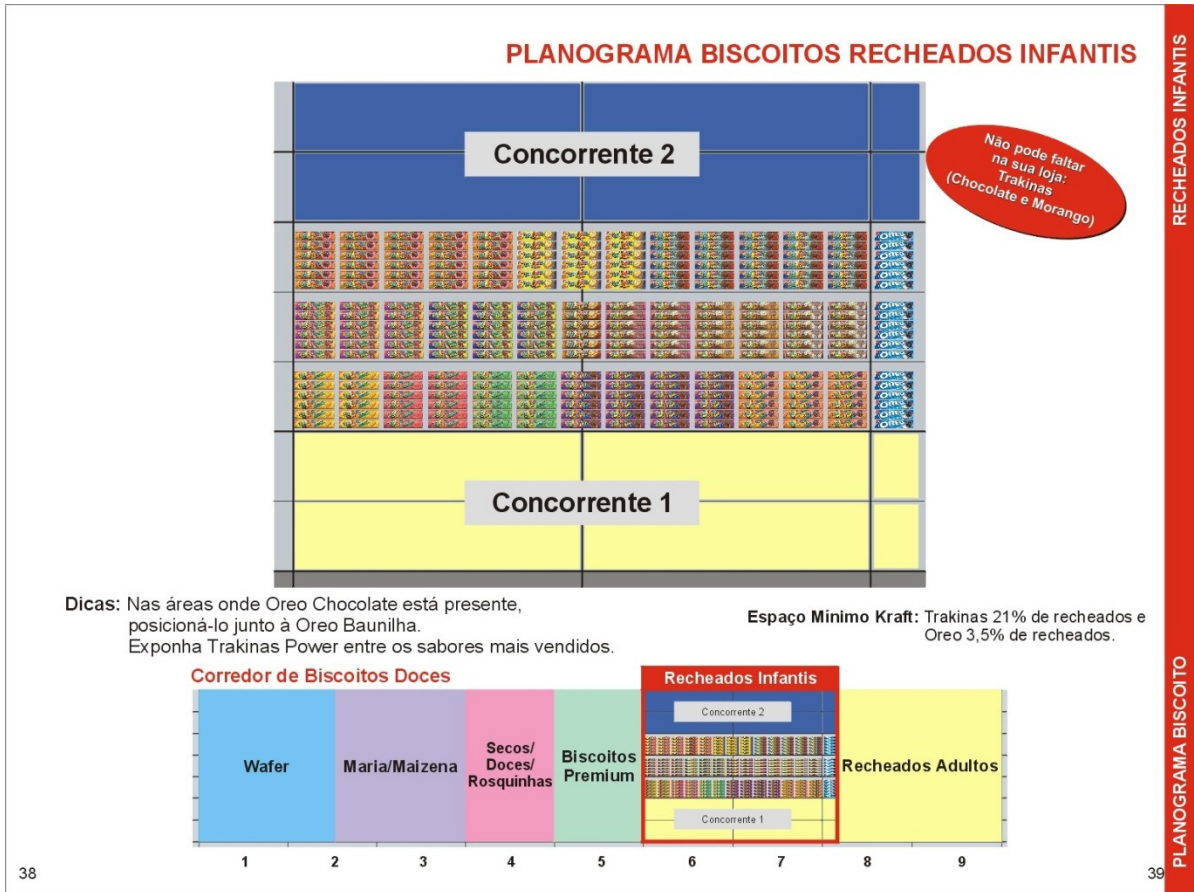 PLANOGRAMA BISCOITOS RECHEADOS INFANTIS
RECHEADOS INFANTIS
Concorrente 2
Não pode faltar
na sua loja:
Trakinas
(Chocolate e Morango)
Concorrente 1
Dicas: Nas áreas onde Oreo Chocolate está presente,
posicioná-lo junto à Oreo Baunilha.
Exponha Trakinas Power entre os sabores mais vendidos.
Espaço Mínimo Kraft: Trakinas 21% de recheados e
Oreo 3,5% de recheados.
Corredor de Biscoitos Doces
Recheados Infantis
Wafer
Maria/Maizena
Secos/
Doces/
Rosquinhas
Biscoitos
Premium
Concorrente 2
Concorrente 1
Recheados Adultos
1 2 3 4 5 6 7 8 9
38
39
PLANOGRAMA BISCOITO